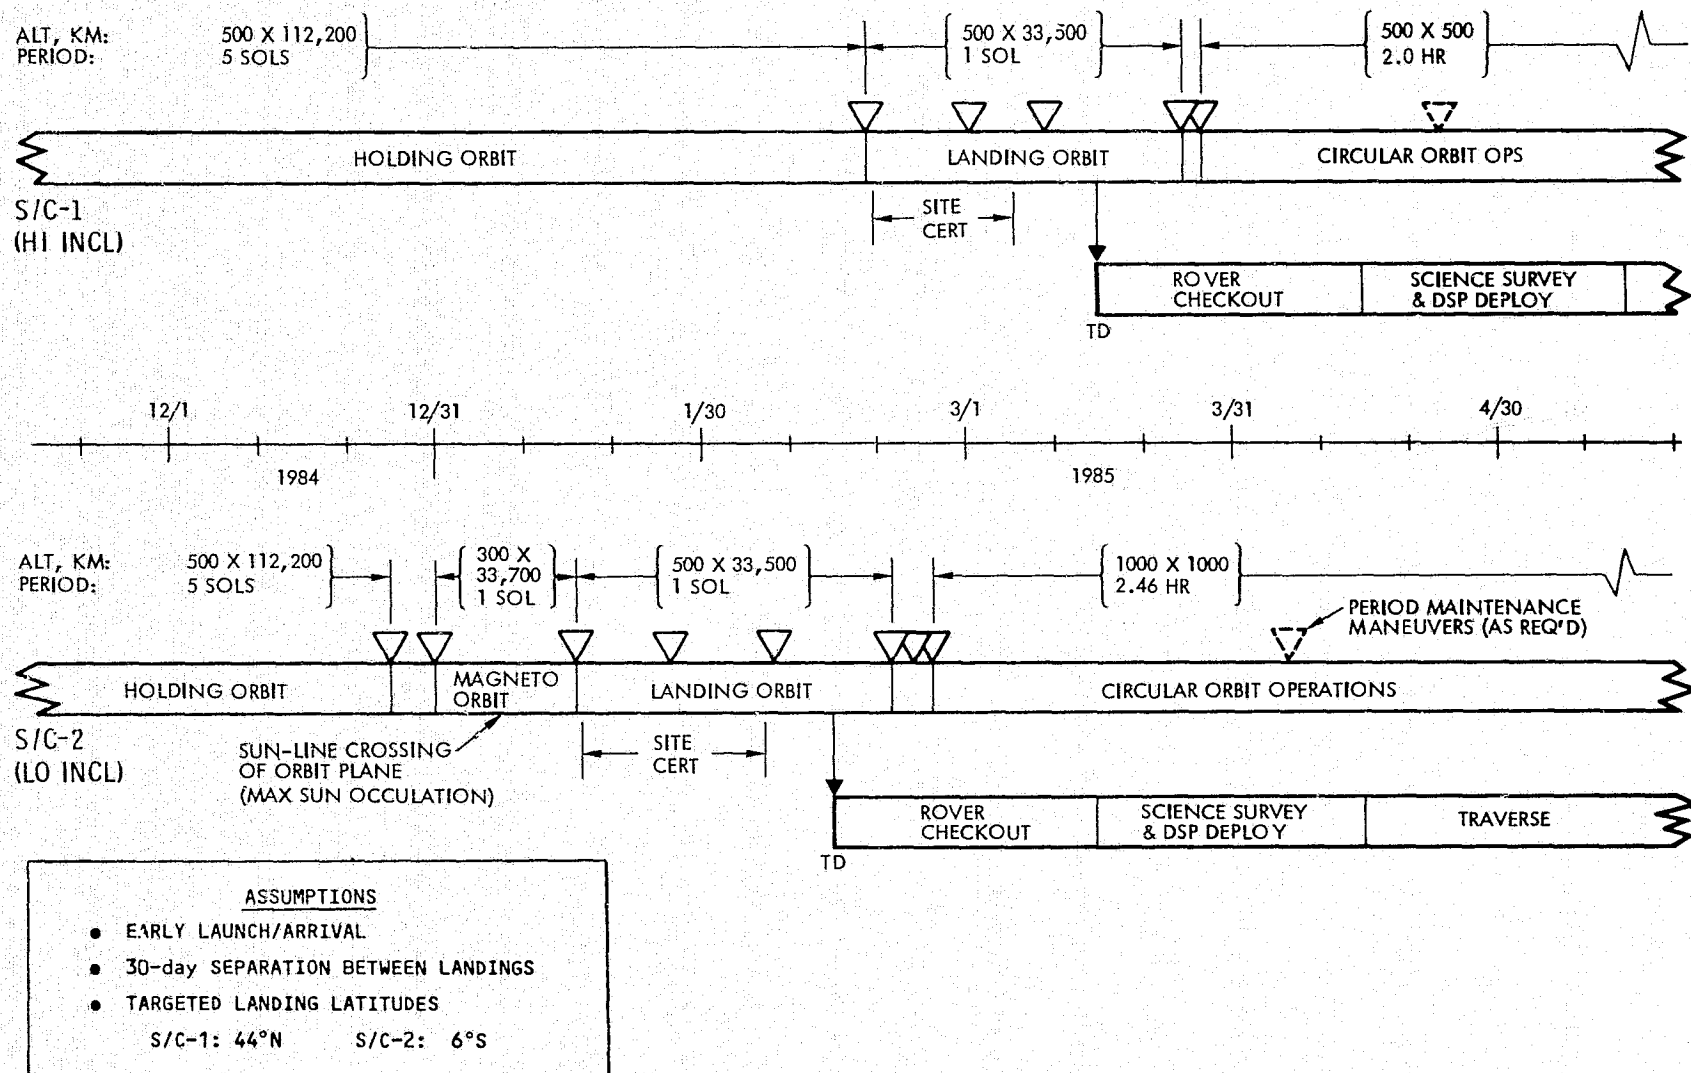 ALT, KM: 500 X 112,200
PERIOD: 5 SOLS
500 X 33,500
1 SOL
500 X 500
2.0 HR
HOLDING ORBIT
LANDING ORBIT
CIRCULAR ORBIT OPS
S/C-1
(HI INCL)
SITE
CERT
ROVER
CHECKOUT
SCIENCE SURVEY
& DSP DEPLOY
TD
12/1
12/31
1/30
3/1
3/31
4/30
1984
1985
ALT, KM: 500 X 112,200
PERIOD: 5 SOLS
300 X
33,700
1 SOL
500 X 33,500
1 SOL
1000 X 1000
2.46 HR
PERIOD MAINTENANCE
MANEUVERS (AS REQ'D)
HOLDING ORBIT
MAGNETO
ORBIT
LANDING ORBIT
CIRCULAR ORBIT OPERATIONS
S/C-2
(LO INCL)
SUN-LINE CROSSING
OF ORBIT PLANE
(MAX SUN OCCULATION)
SITE
CERT
ROVER
CHECKOUT
SCIENCE SURVEY
& DSP DEPLOY
TRAVERSE
TD
ASSUMPTIONS
● EARLY LAUNCH/ARRIVAL
● 30-day SEPARATION BETWEEN LANDINGS
● TARGETED LANDING LATITUDES
S/C-1: 44°N S/C-2: 6°S